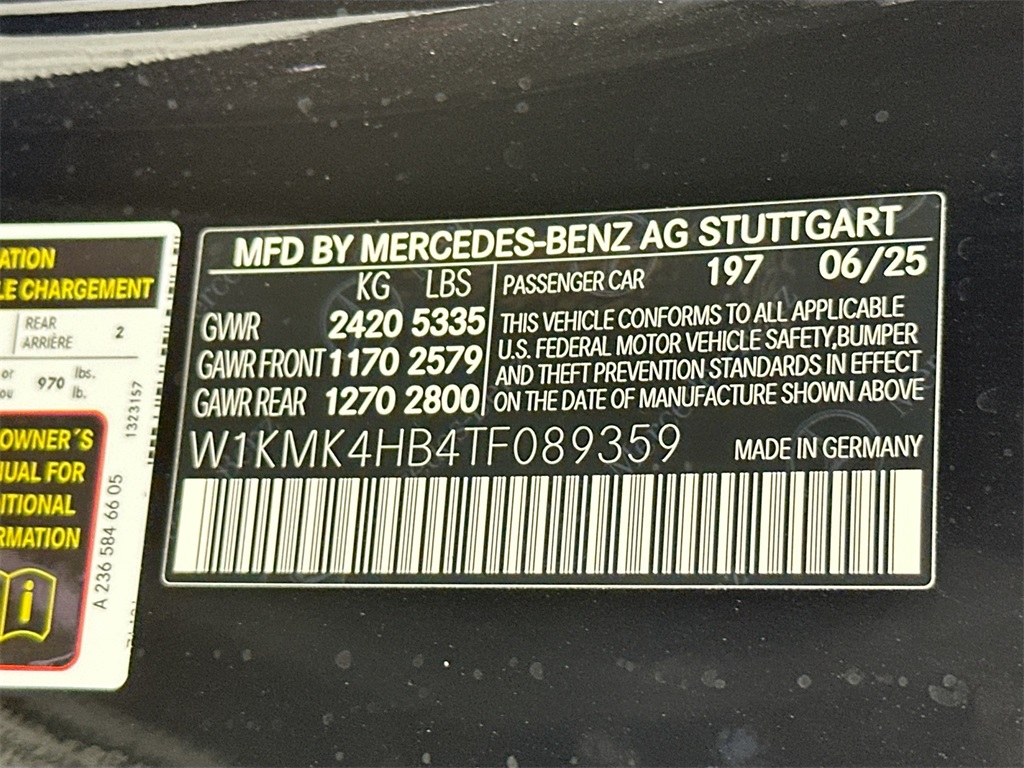 ATION
LE CHARGEMENT
REAR
ARRIÈRE
2
or
ou
970
lbs.
lb.
1323157
OWNER´S
NUAL FOR
ITIONAL
RMATION
A 236 584 66 05
MFD BY MERCEDES-BENZ AG STUTTGART
KG LBS
PASSENGER CAR 197 06/25
GVWR 2420 5335
GAWR FRONT 1170 2579
GAWR REAR 1270 2800
THIS VEHICLE CONFORMS TO ALL APPLICABLE
U.S. FEDERAL MOTOR VEHICLE SAFETY,BUMPER
AND THEFT PREVENTION STANDARDS IN EFFECT
ON THE DATE OF MANUFACTURE SHOWN ABOVE
W1KMK4HB4TF089359
MADE IN GERMANY